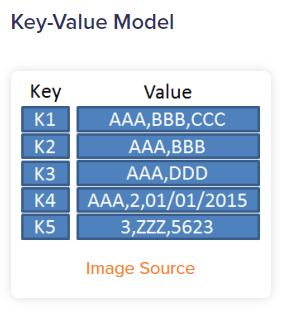 Key-Value Model
Key Value
K1 AAA,BBB,CCC
K2 AAA,BBB
K3 AAA,DDD
K4 AAA,2,01/01/2015
K5 3,ZZZ,5623
Image Source